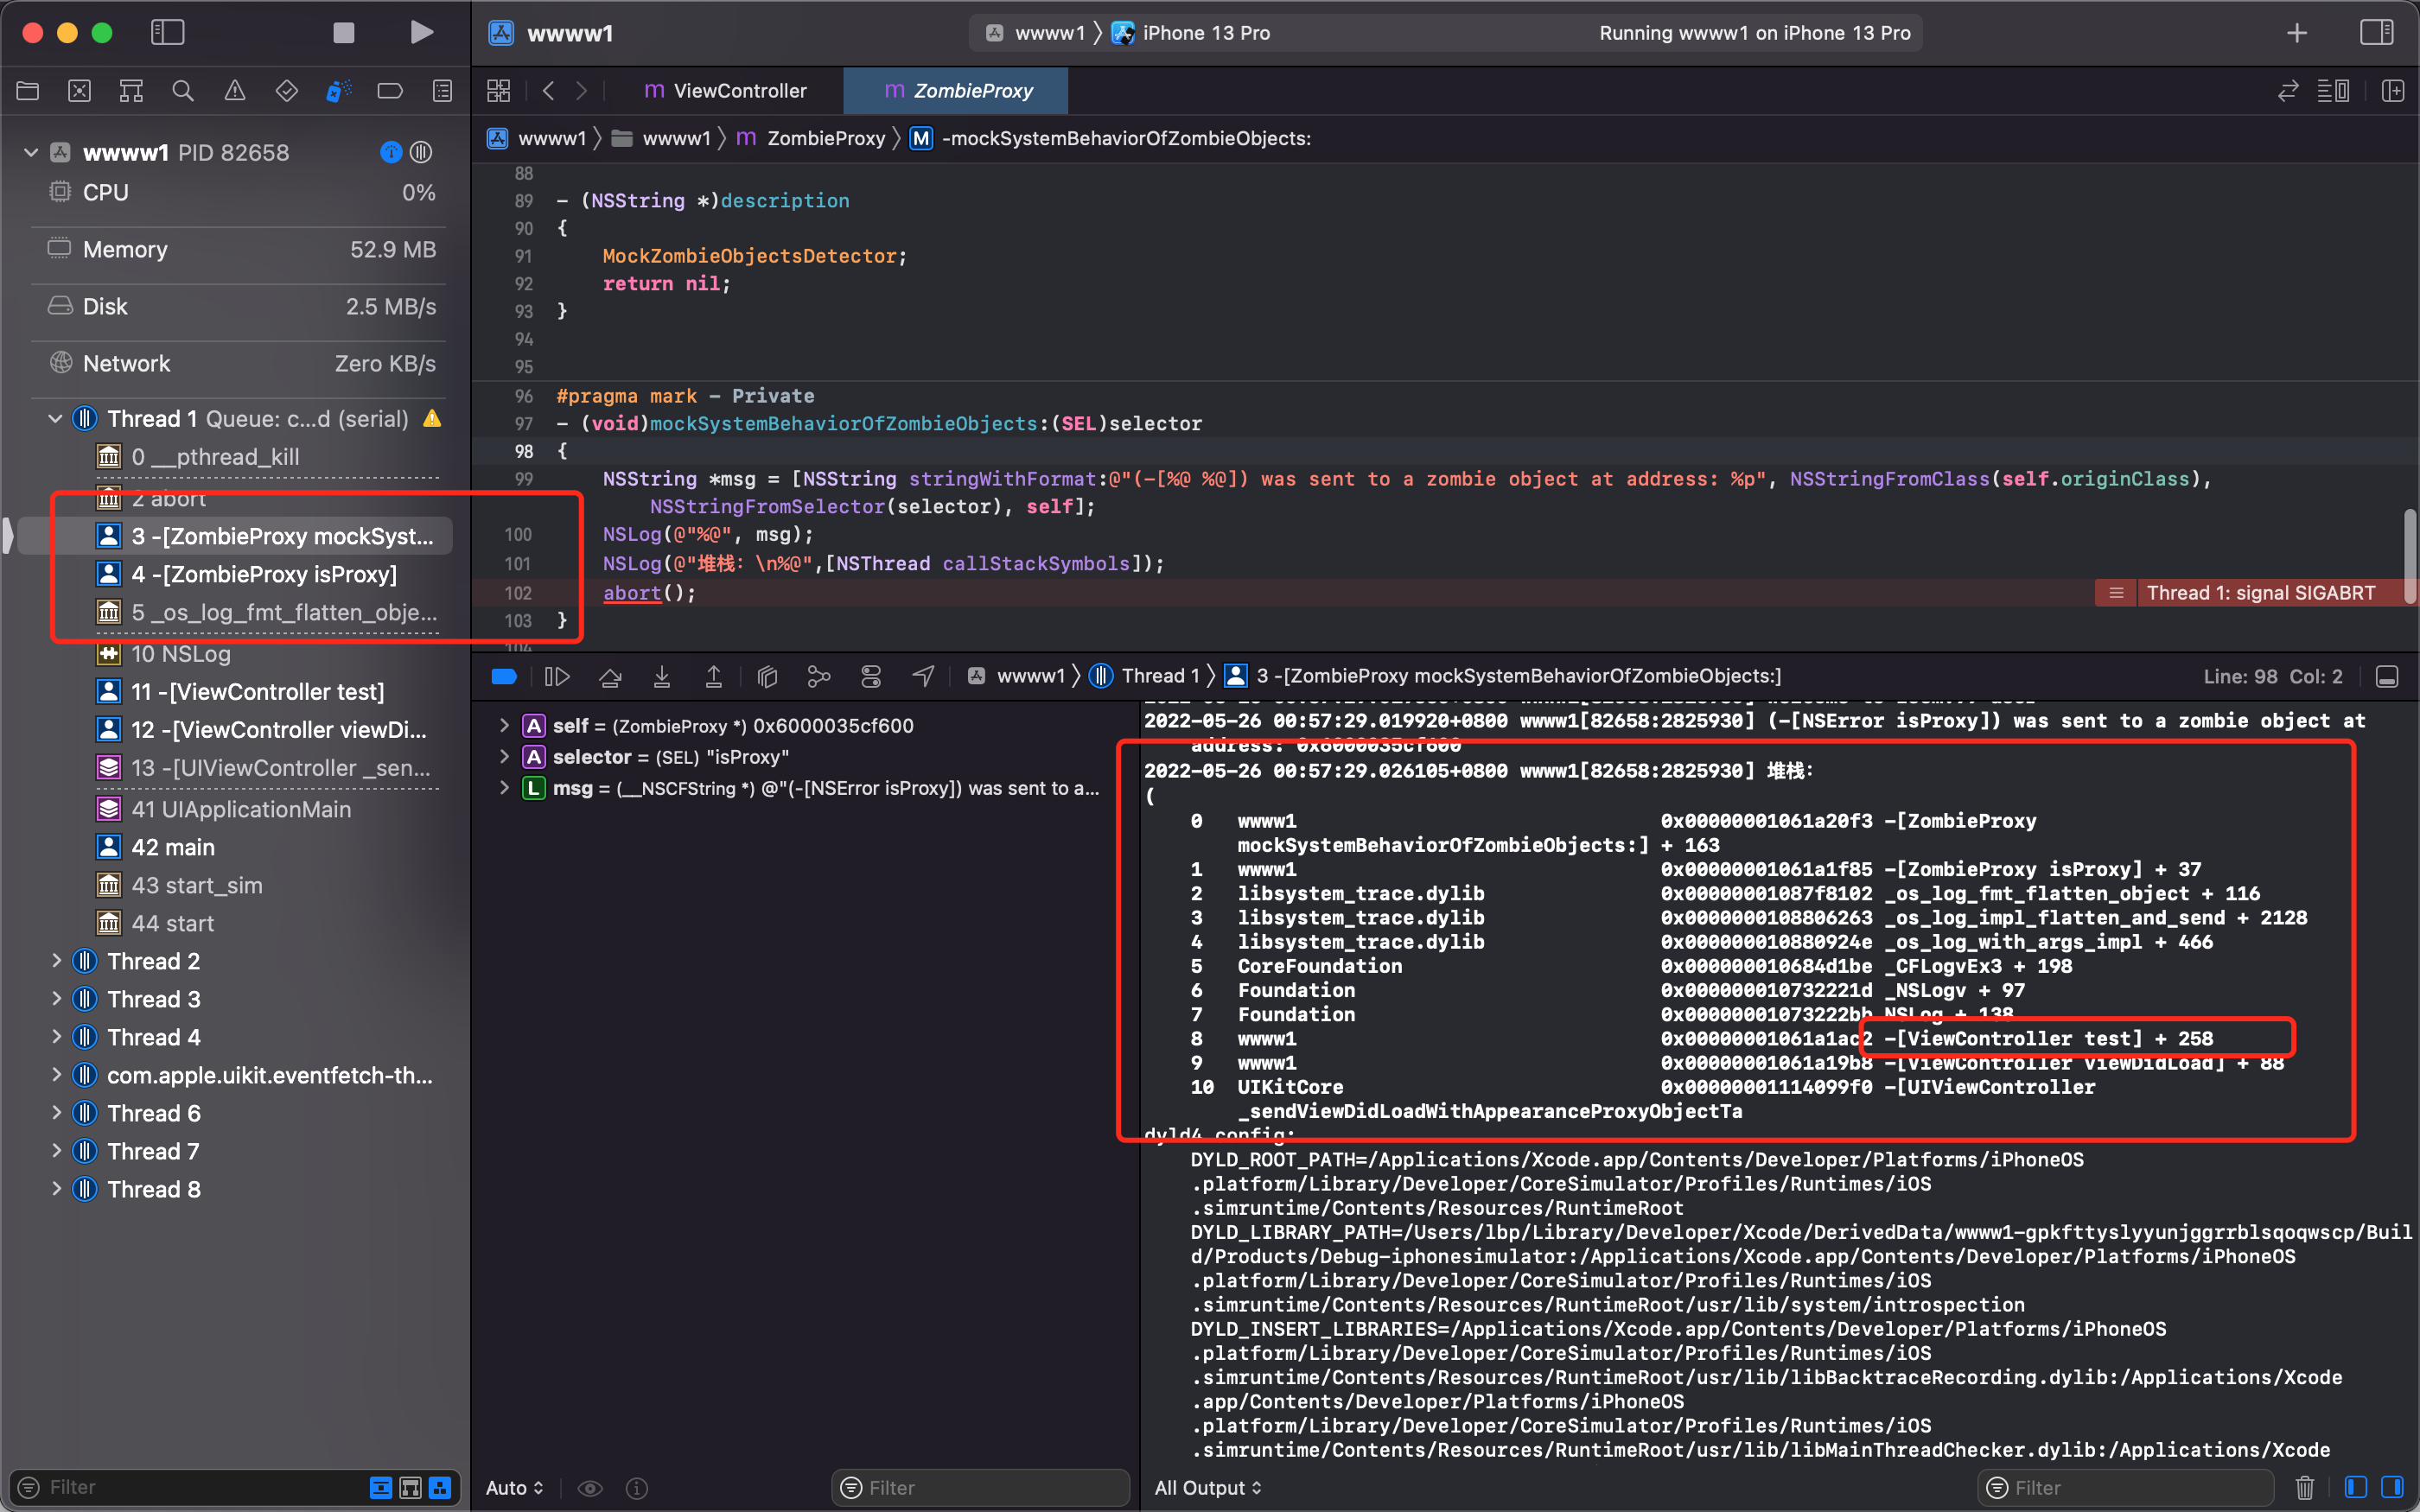 wwww1
wwww1 〉 iPhone 13 Pro
Running wwww1 on iPhone 13 Pro
ViewController
ZombieProxy
wwww1 〉 wwww1 〉 m ZombieProxy 〉 M -mockSystemBehaviorOfZombieObjects:
wwww1 PID 82658
CPU 0%
Memory 52.9 MB
Disk 2.5 MB/s
Network Zero KB/s
Thread 1 Queue: c...d (serial)
0 __pthread_kill
2 abort
3 -[ZombieProxy mockSyst...
4 -[ZombieProxy isProxy]
5 _os_log_fmt_flatten_obje...
10 NSLog
11 -[ViewController test]
12 -[ViewController viewDi...
13 -[UIViewController _sen...
41 UIApplicationMain
42 main
43 start_sim
44 start
Thread 2
Thread 3
Thread 4
com.apple.uikit.eventfetch-th...
Thread 6
Thread 7
Thread 8
Filter
88
89 - (NSString *)description
90 {
91 MockZombieObjectsDetector;
92 return nil;
93 }
94
95
96 #pragma mark - Private
97 - (void)mockSystemBehaviorOfZombieObjects:(SEL)selector
98 {
99 NSString *msg = [NSString stringWithFormat:@"(-[%@ %@]) was sent to a zombie object at address: %p", NSStringFromClass(self.originClass),
NSStringFromSelector(selector), self];
100 NSLog(@"%@", msg);
101 NSLog(@"堆栈: \n%@",[NSThread callStackSymbols]);
102 abort();
Thread 1: signal SIGABRT
103 }
104
wwww1 〉 Thread 1 〉 3 -[ZombieProxy mockSystemBehaviorOfZombieObjects:]
Line: 98 Col: 2
A self = (ZombieProxy *) 0x6000035cf600
A selector = (SEL) "isProxy"
L msg = (__NSCFString *) @"(-[NSError isProxy]) was sent to a...
Auto
Filter
2022-05-26 00:57:29.019920+0800 wwww1[82658:2825930] (-[NSError isProxy]) was sent to a zombie object at
address: 0x6000035cf600
2022-05-26 00:57:29.026105+0800 wwww1[82658:2825930] 堆栈:
(
0 wwww1 0x00000001061a20f3 -[ZombieProxy
mockSystemBehaviorOfZombieObjects:] + 163
1 wwww1 0x00000001061a1f85 -[ZombieProxy isProxy] + 37
2 libsystem_trace.dylib 0x00000001087f8102 _os_log_fmt_flatten_object + 116
3 libsystem_trace.dylib 0x0000000108806263 _os_log_impl_flatten_and_send + 2128
4 libsystem_trace.dylib 0x000000010880924e _os_log_with_args_impl + 466
5 CoreFoundation 0x000000010684d1be _CFLogvEx3 + 198
6 Foundation 0x000000010732221d _NSLogv + 97
7 Foundation 0x00000001073222bb NSLog + 138
8 wwww1 0x00000001061a1ac2 -[ViewController test] + 258
9 wwww1 0x00000001061a19b8 -[ViewController viewDidLoad] + 88
10 UIKitCore 0x00000001114099f0 -[UIViewController
_sendViewDidLoadWithAppearanceProxyObjectTa
dyld4 config:
DYLD_ROOT_PATH=/Applications/Xcode.app/Contents/Developer/Platforms/iPhoneOS
.platform/Library/Developer/CoreSimulator/Profiles/Runtimes/iOS
.simruntime/Contents/Resources/RuntimeRoot
DYLD_LIBRARY_PATH=/Users/lbp/Library/Developer/Xcode/DerivedData/wwww1-gpkfttyslyyunjggrrblsqoqwscp/Buil
d/Products/Debug-iphonesimulator:/Applications/Xcode.app/Contents/Developer/Platforms/iPhoneOS
.platform/Library/Developer/CoreSimulator/Profiles/Runtimes/iOS
.simruntime/Contents/Resources/RuntimeRoot/usr/lib/system/introspection
DYLD_INSERT_LIBRARIES=/Applications/Xcode.app/Contents/Developer/Platforms/iPhoneOS
.platform/Library/Developer/CoreSimulator/Profiles/Runtimes/iOS
.simruntime/Contents/Resources/RuntimeRoot/usr/lib/libBacktraceRecording.dylib:/Applications/Xcode
.app/Contents/Developer/Platforms/iPhoneOS
.platform/Library/Developer/CoreSimulator/Profiles/Runtimes/iOS
.simruntime/Contents/Resources/RuntimeRoot/usr/lib/libMainThreadChecker.dylib:/Applications/Xcode
All Output
Filter